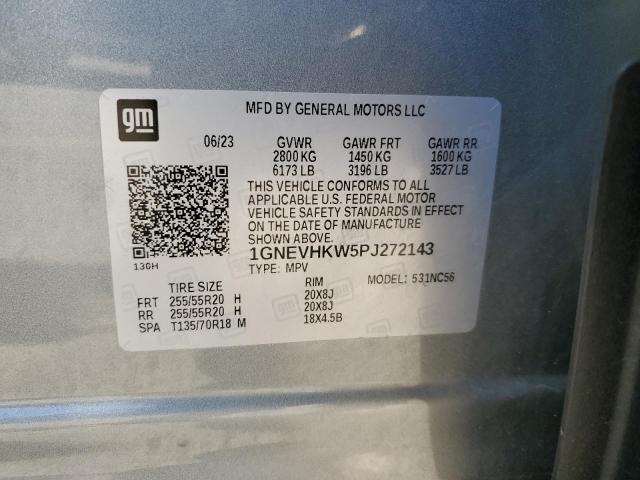 gm
MFD BY GENERAL MOTORS LLC
06/23 GVWR GAWR FRT GAWR RR
2800 KG 1450 KG 1600 KG
6173 LB 3196 LB 3527 LB
THIS VEHICLE CONFORMS TO ALL
APPLICABLE U.S. FEDERAL MOTOR
VEHICLE SAFETY STANDARDS IN EFFECT
ON THE DATE OF MANUFACTURE
SHOWN ABOVE.
1GNEVHKW5PJ272143
130H
TYPE: MPV MODEL: 531NC56
TIRE SIZE RIM
FRT 255/55R20 H 20X8J
RR 255/55R20 H 20X8J
SPA T135/70R18 M 18X4.5B